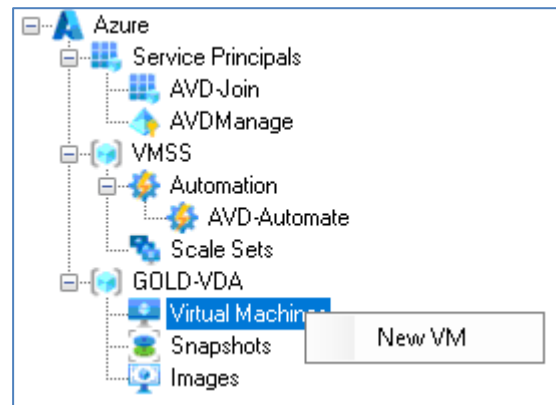 Azure
Service Principals
AVD-Join
AVDManage
VMSS
Automation
AVD-Automate
Scale Sets
GOLD-VDA
Virtual Machines
New VM
Snapshots
Images